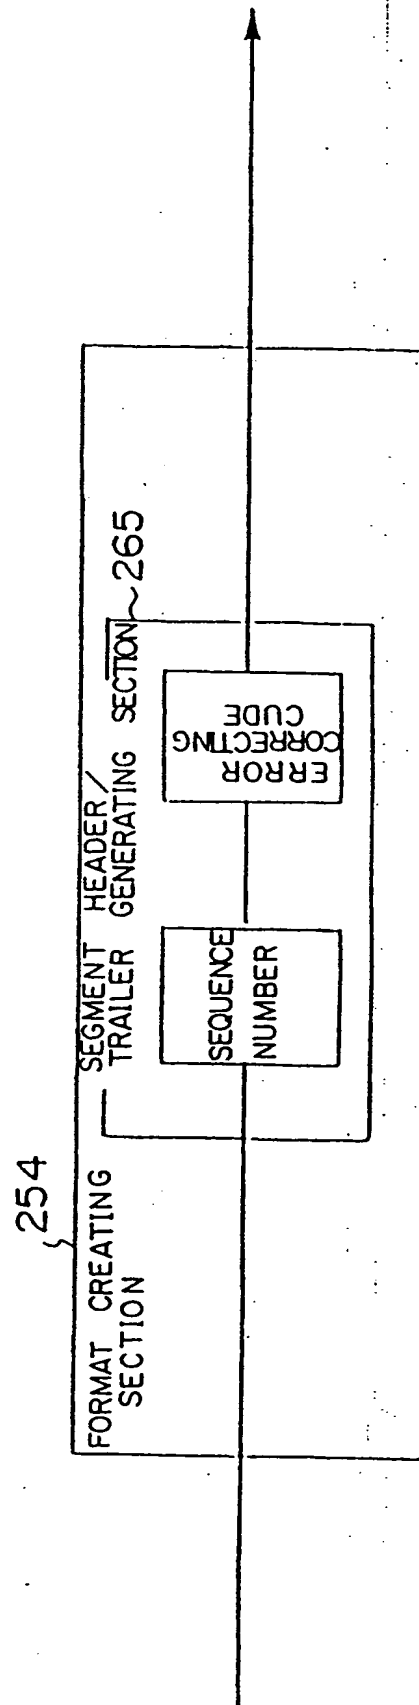 254
FORMAT CREATING
SECTION
SEGMENT HEADER/
TRAILER GENERATING SECTION
265
SEQUENCE
NUMBER
ERROR
CORRECTING
CUDE